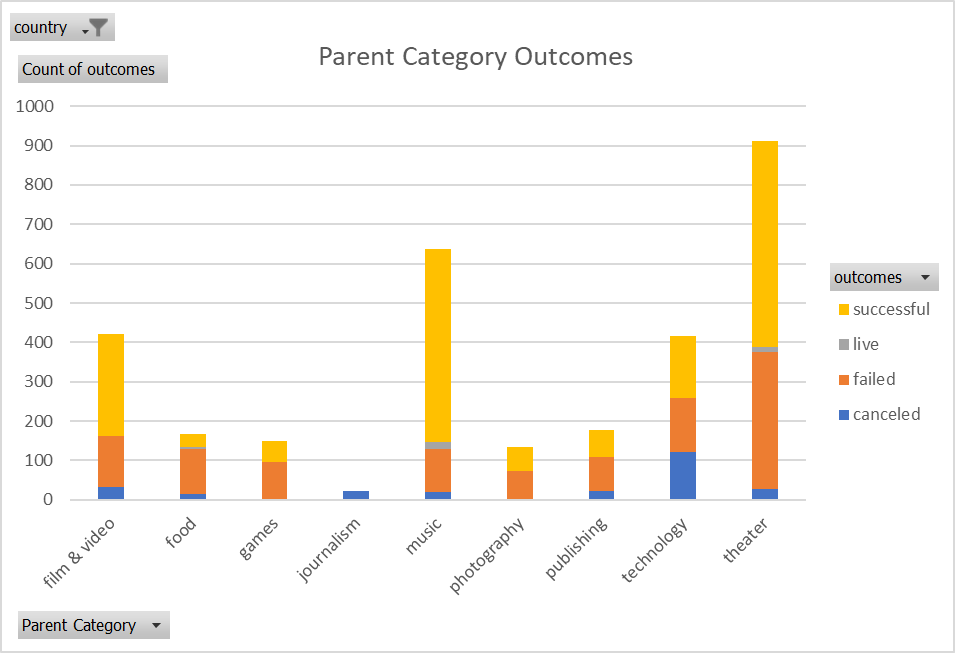 country
Count of outcomes
Parent Category Outcomes
1000
900
800
700
600
500
400
300
200
100
0
film & video
food
games
journalism
music
photography
publishing
technology
theater
outcomes
successful
live
failed
canceled
Parent Category